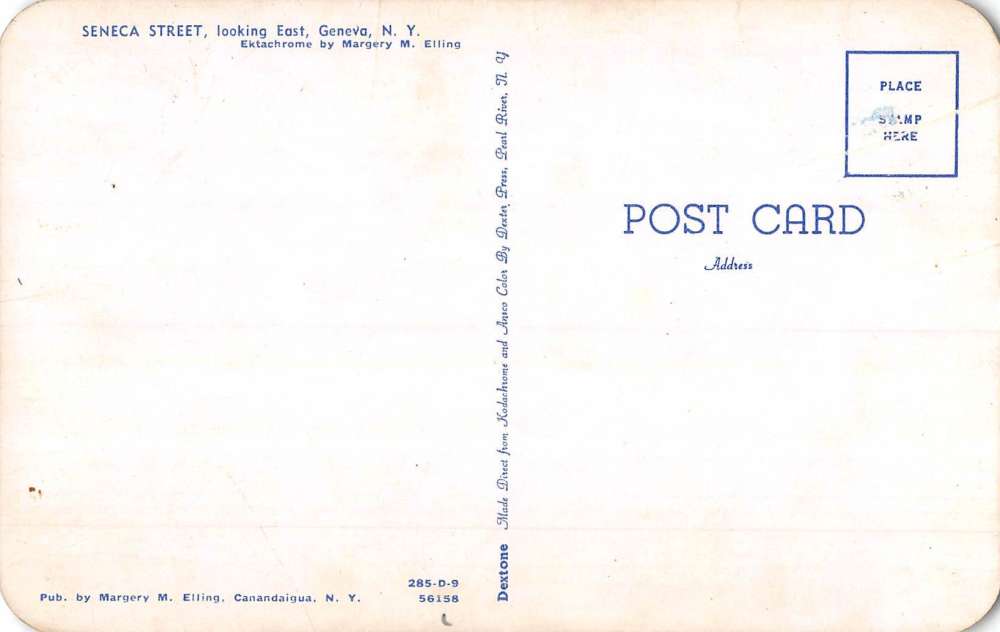 SENECA STREET, looking East, Geneva, N. Y.
Ektachrome by Margery M. Elling
285-D-9
Pub. by Margery M. Elling, Canandaigua, N. Y.
56158
Dextone Made Direct from Kodachrome and Ansco Color By Dexter Press, Pearl River, N. Y
PLACE
STAMP
HERE
POST CARD
Address